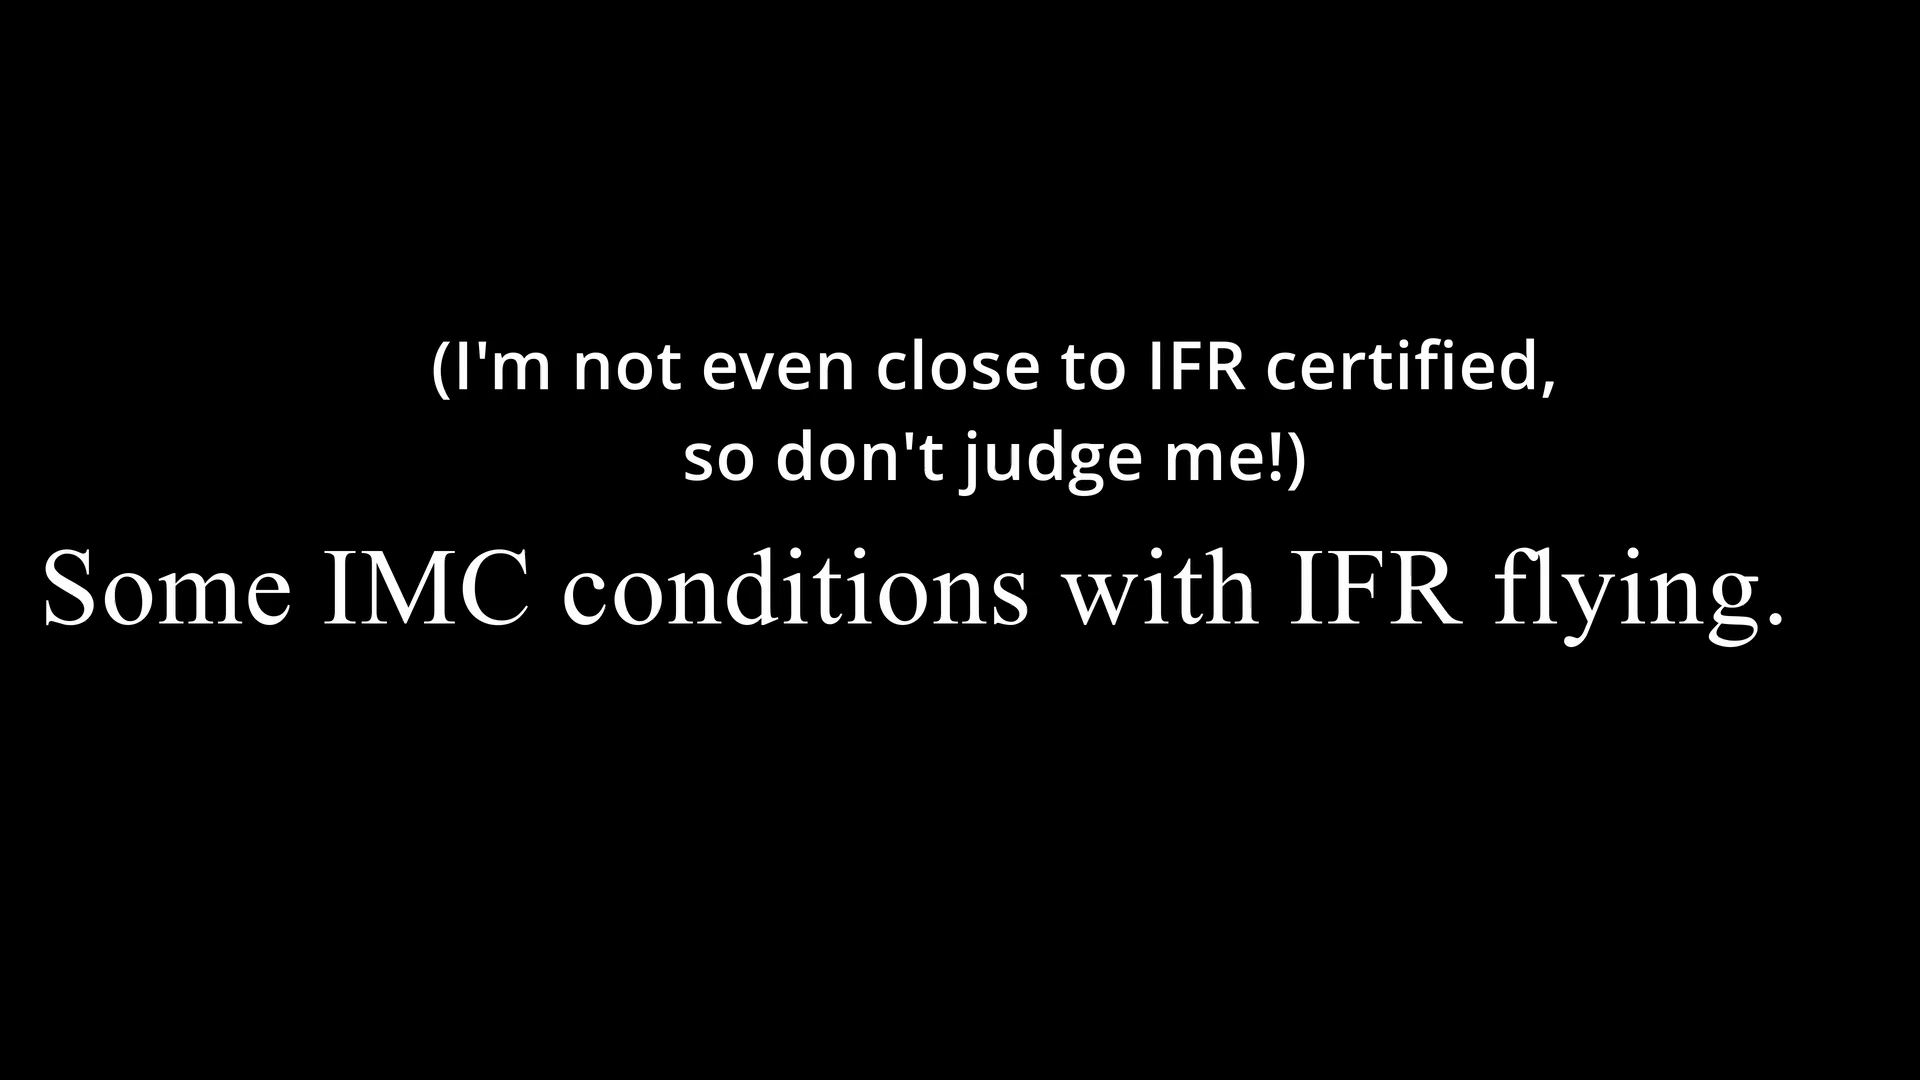 (I'm not even close to IFR certified,
so don't judge me!)
Some IMC conditions with IFR flying.